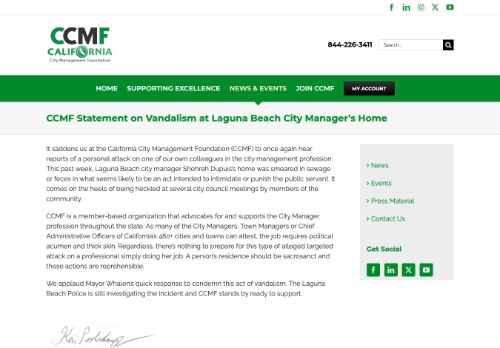 CCMF
CALIFORNIA
City Management Foundation
844-226-3411
Search...
HOME SUPPORTING EXCELLENCE NEWS & EVENTS JOIN CCMF MY ACCOUNT
CCMF Statement on Vandalism at Laguna Beach City Manager's Home
It saddens us at the California City Management Foundation (CCMF) to once again hear
reports of a personal attack on one of our own colleagues in the city management profession.
This past week, Laguna Beach city manager Shohreh Dupuis's home was smeared in sewage
or feces in what seems likely to be an act intended to intimidate or punish the public servant. It
comes on the heels of being heckled at several city council meetings by members of the
community.
CCMF is a member-based organization that advocates for and supports the City Manager
profession throughout the state. As many of the City Managers, Town Managers or Chief
Administrative Officers of California's 480+ cities and towns can attest, the job requires political
acumen and thick skin. Regardless, there's nothing to prepare for this type of alleged targeted
attack on a professional simply doing her job. A person's residence should be sacrosanct and
these actions are reprehensible.
We applaud Mayor Whalen's quick response to condemn this act of vandalism. The Laguna
Beach Police is still investigating the incident and CCMF stands by ready to support.
> News
> Events
> Press Material
> Contact Us
Get Social